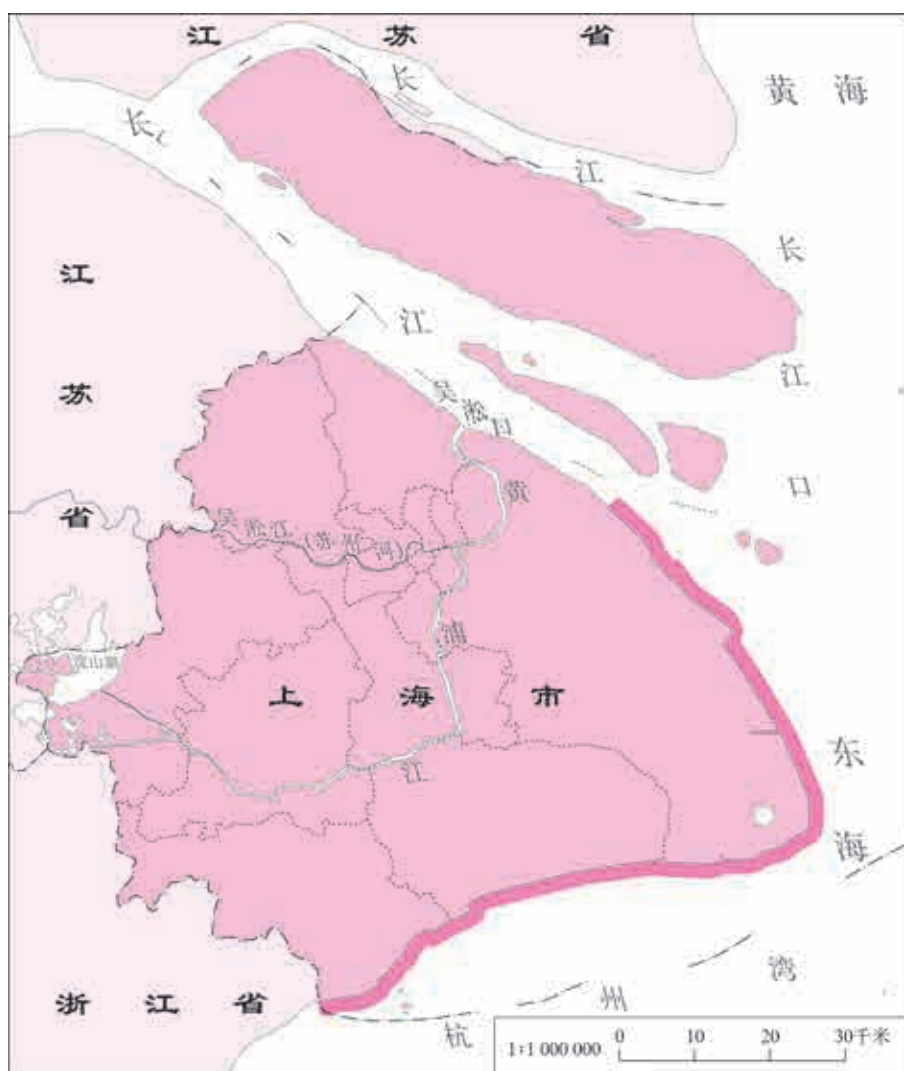 江苏省
黄海
长江
长江
江苏省
长江口
吴淞口
黄浦江
吴淞江(苏州河)
淀山湖
上海市
东海
浙江省
杭州湾
1:1 000 000 0 10 20 30千米